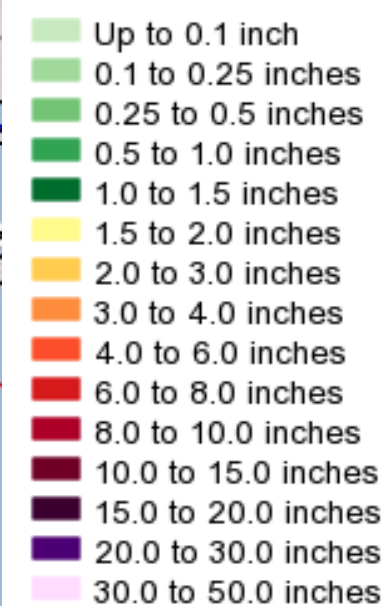 Up to 0.1 inch
0.1 to 0.25 inches
0.25 to 0.5 inches
0.5 to 1.0 inches
1.0 to 1.5 inches
1.5 to 2.0 inches
2.0 to 3.0 inches
3.0 to 4.0 inches
4.0 to 6.0 inches
6.0 to 8.0 inches
8.0 to 10.0 inches
10.0 to 15.0 inches
15.0 to 20.0 inches
20.0 to 30.0 inches
30.0 to 50.0 inches